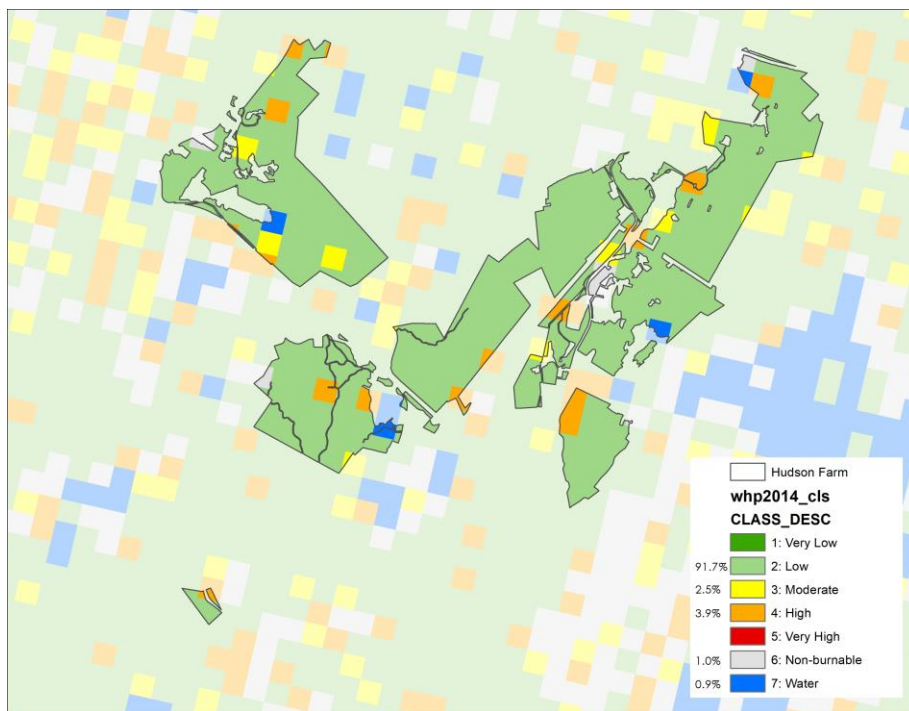 Hudson Farm
whp2014_cls
CLASS_DESC
1: Very Low
91.7% 2: Low
2.5% 3: Moderate
3.9% 4: High
5: Very High
1.0% 6: Non-burnable
0.9% 7: Water